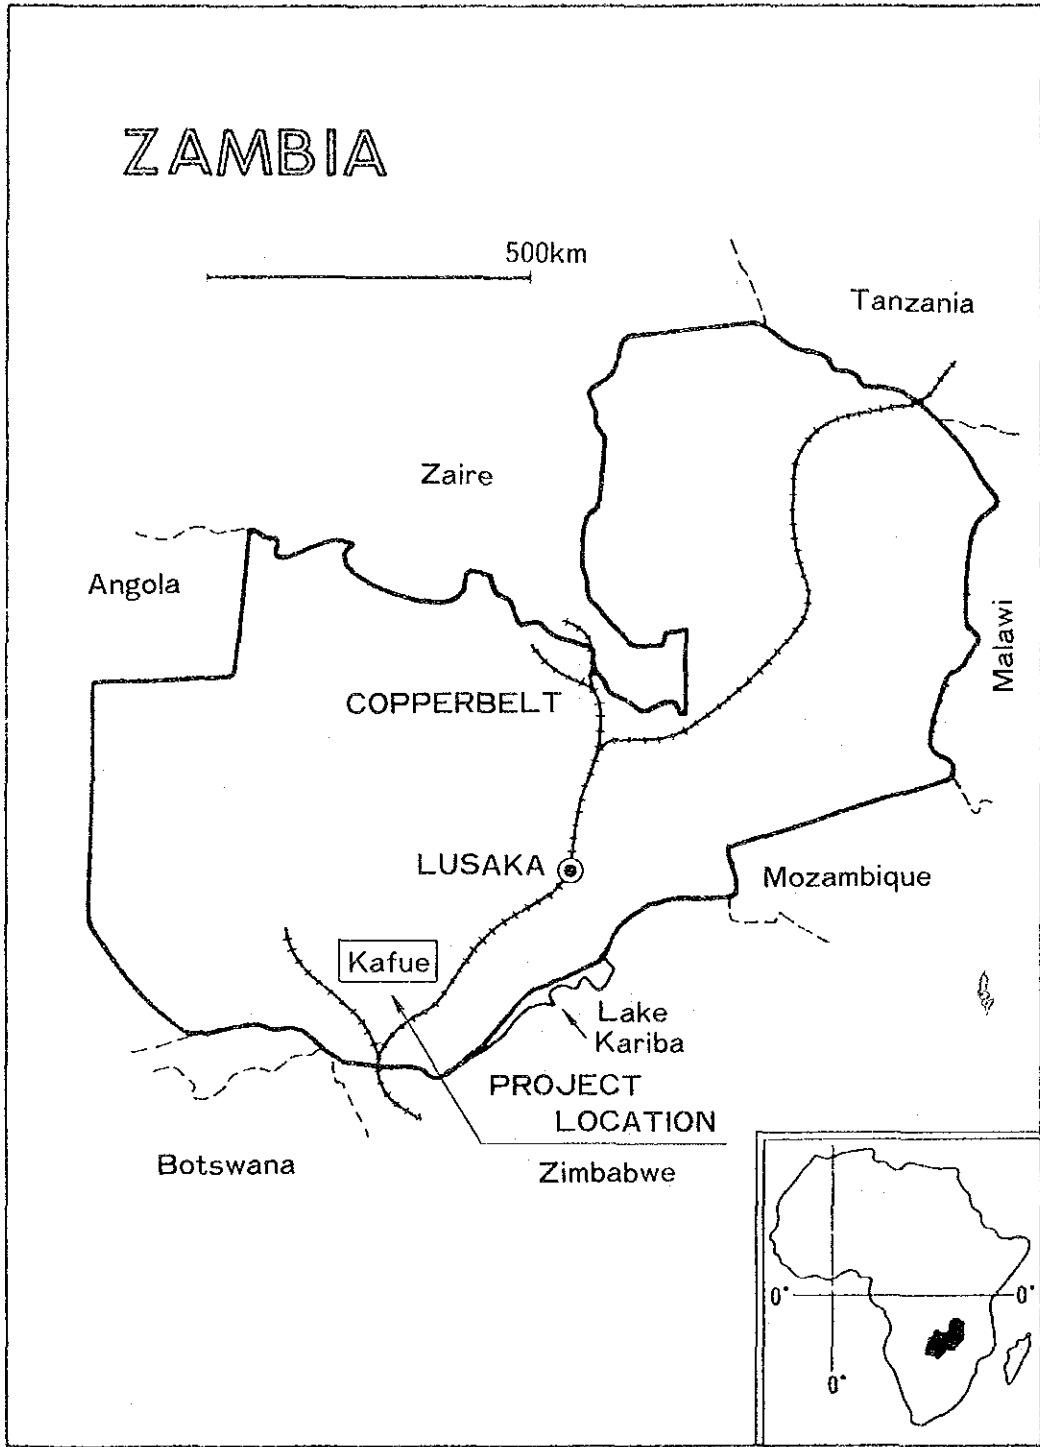 ZAMBIA
500km
Tanzania
Zaire
Angola
Malawi
COPPERBELT
LUSAKA
Mozambique
Kafue
Lake
Kariba
PROJECT
LOCATION
Botswana
Zimbabwe
0°
0°
0°